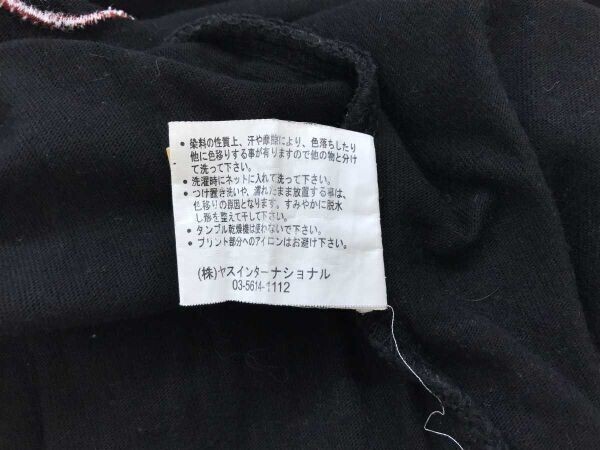 • 染料の性質上、汗や摩擦により、色落ちしたり
他に色移りする事が有りますので他の物と分け
て洗って下さい。
• 洗濯時にネットに入れて洗って下さい。
• つけ置き洗いや、濡れたまま放置する事は、
色移りの原因となります。すみやかに脱水
し形を整えて干して下さい。
• タンブル乾燥機は使わないで下さい。
• プリント部分へのアイロンはお避け下さい。
(株)ヤスインターナショナル
03-5614-1112